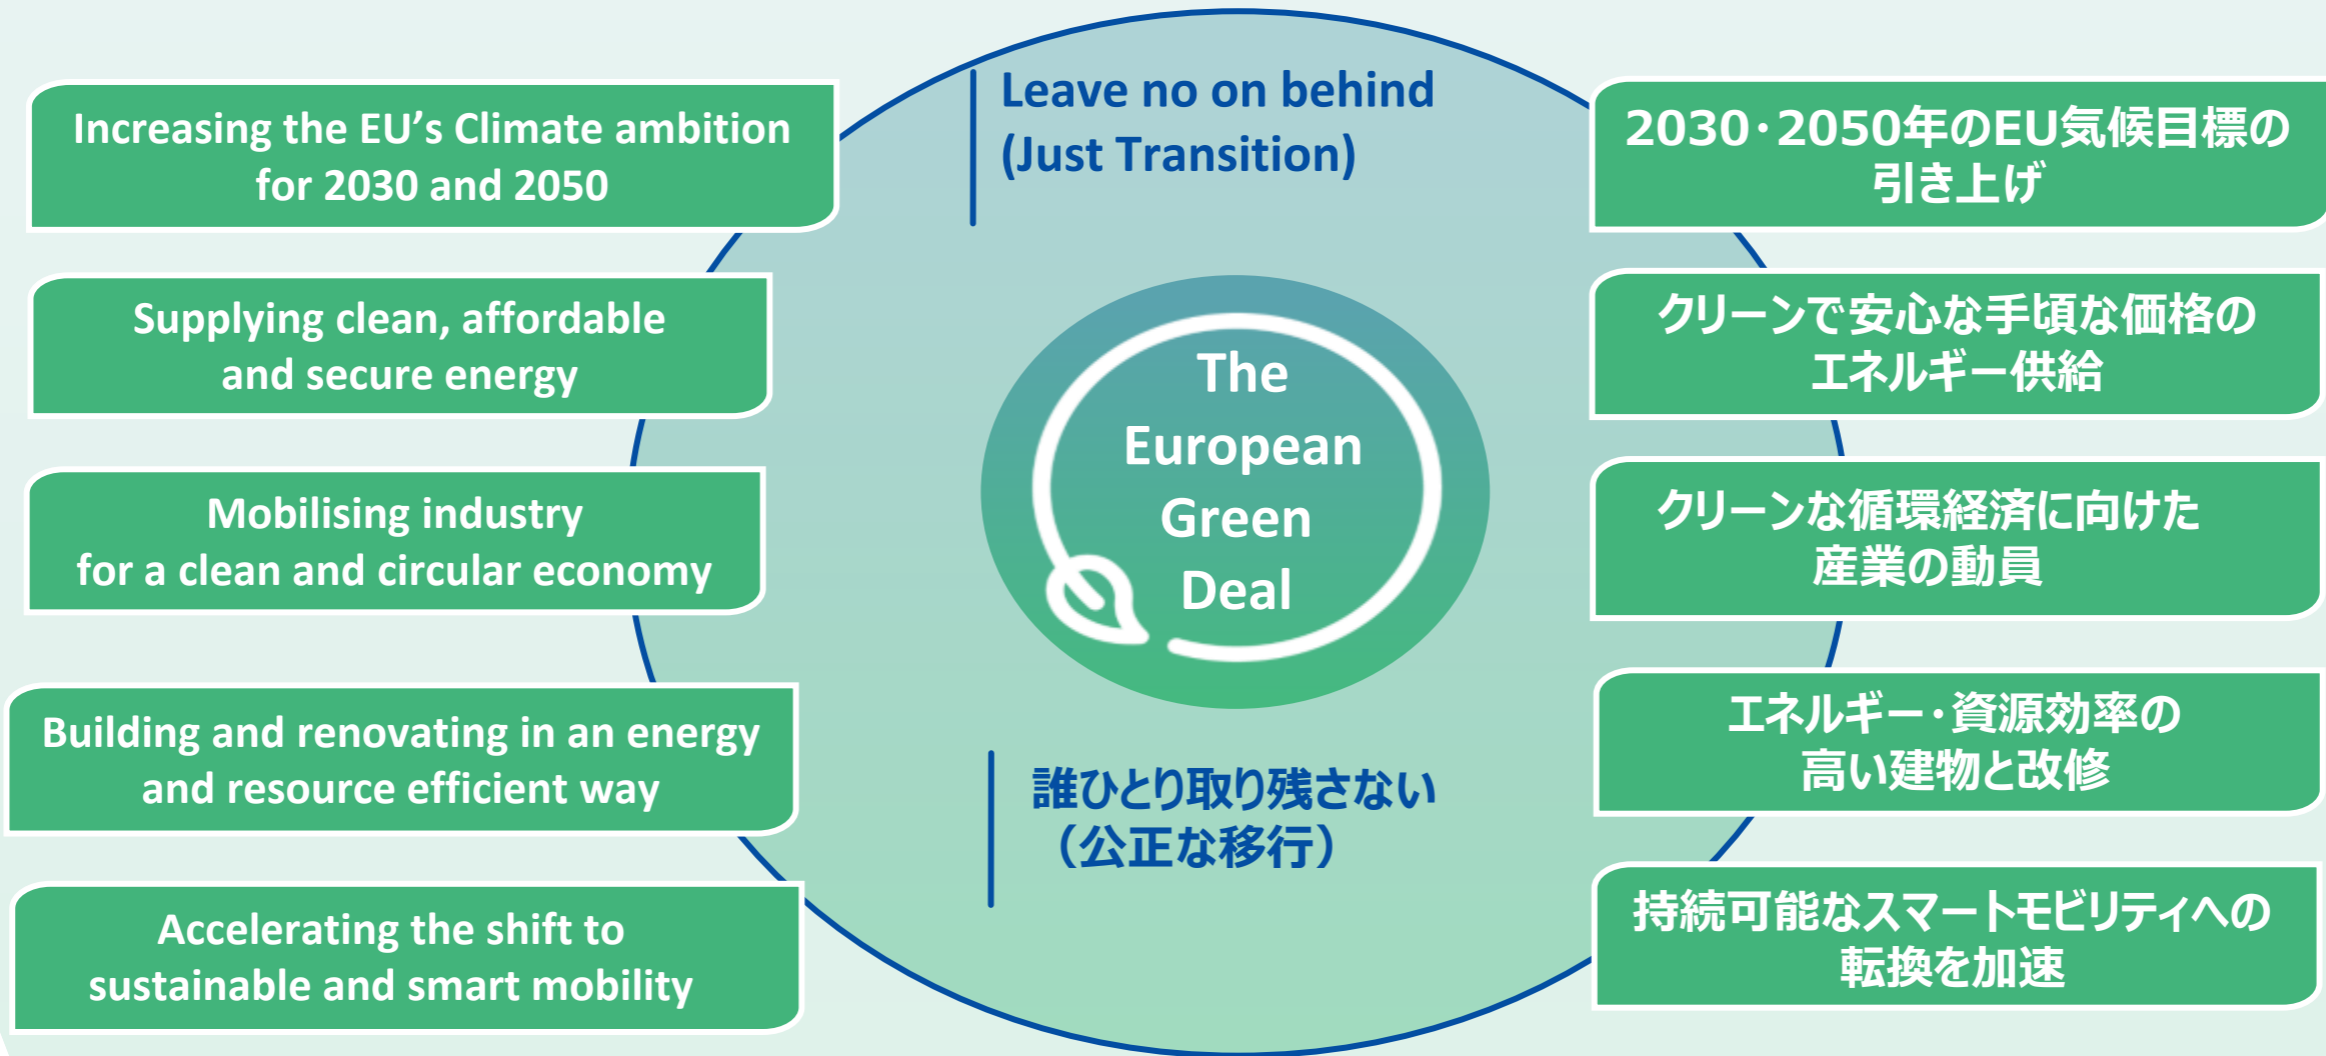 Increasing the EU’s Climate ambition
for 2030 and 2050
Supplying clean, affordable
and secure energy
Mobilising industry
for a clean and circular economy
Building and renovating in an energy
and resource efficient way
Accelerating the shift to
sustainable and smart mobility
Leave no on behind
(Just Transition)
The
European
Green
Deal
誰ひとり取り残さない
（公正な移行）
2030・2050年のEU気候目標の
引き上げ
クリーンで安心な手頃な価格の
エネルギー供給
クリーンな循環経済に向けた
産業の動員
エネルギー・資源効率の
高い建物と改修
持続可能なスマートモビリティへの
転換を加速